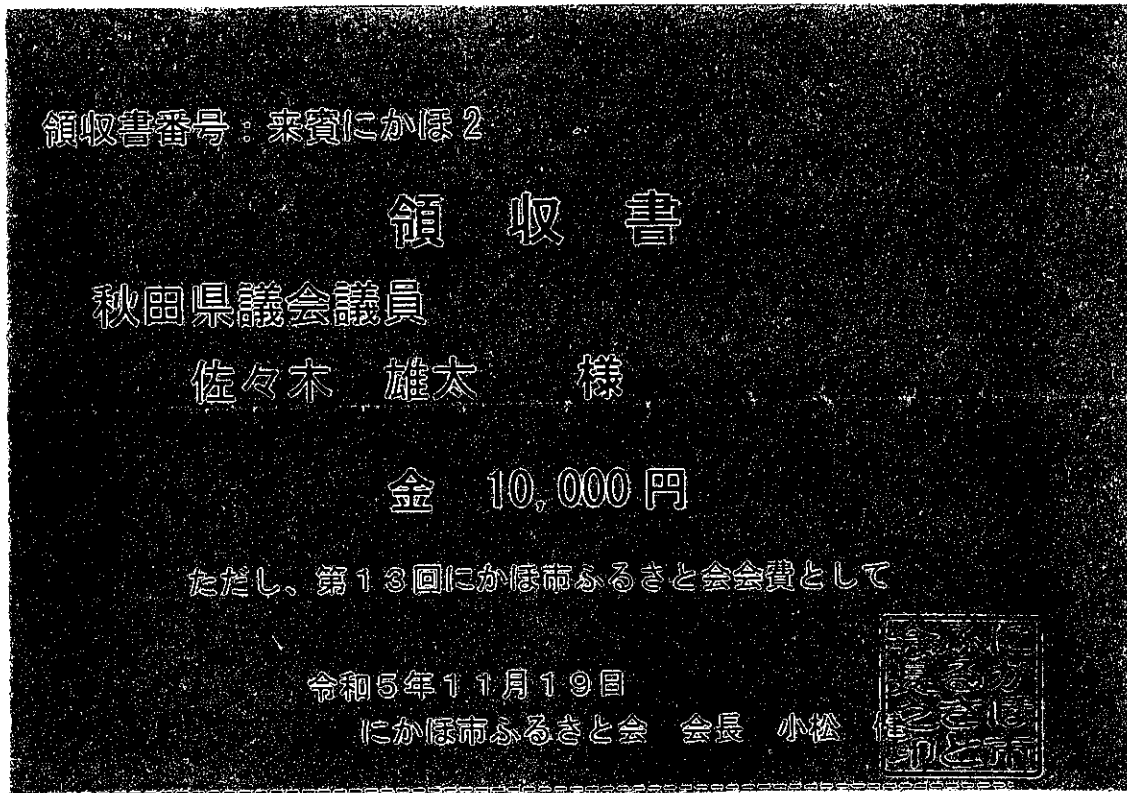 領収書番号：来賓にかほ2
領 収 書
秋田県議会議員
佐々木 雄太 様
金 10,000円
ただし、第13回にかほ市ふるさと会会費として
令和5年11月19日
にかほ市ふるさと会 会長 小松